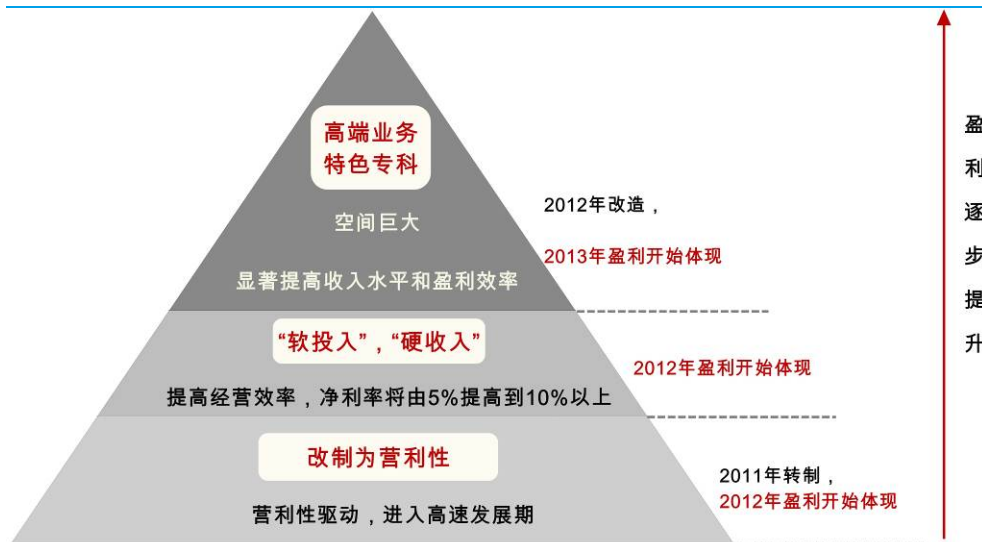 高端业务
特色专科
空间巨大
显著提高收入水平和盈利效率
2012年改造，
2013年盈利开始体现
“软投入”，“硬收入”
提高经营效率，净利率将由5%提高到10%以上
2012年盈利开始体现
改制为营利性
营利性驱动，进入高速发展期
2011年转制，
2012年盈利开始体现
盈
利
逐
步
提
升